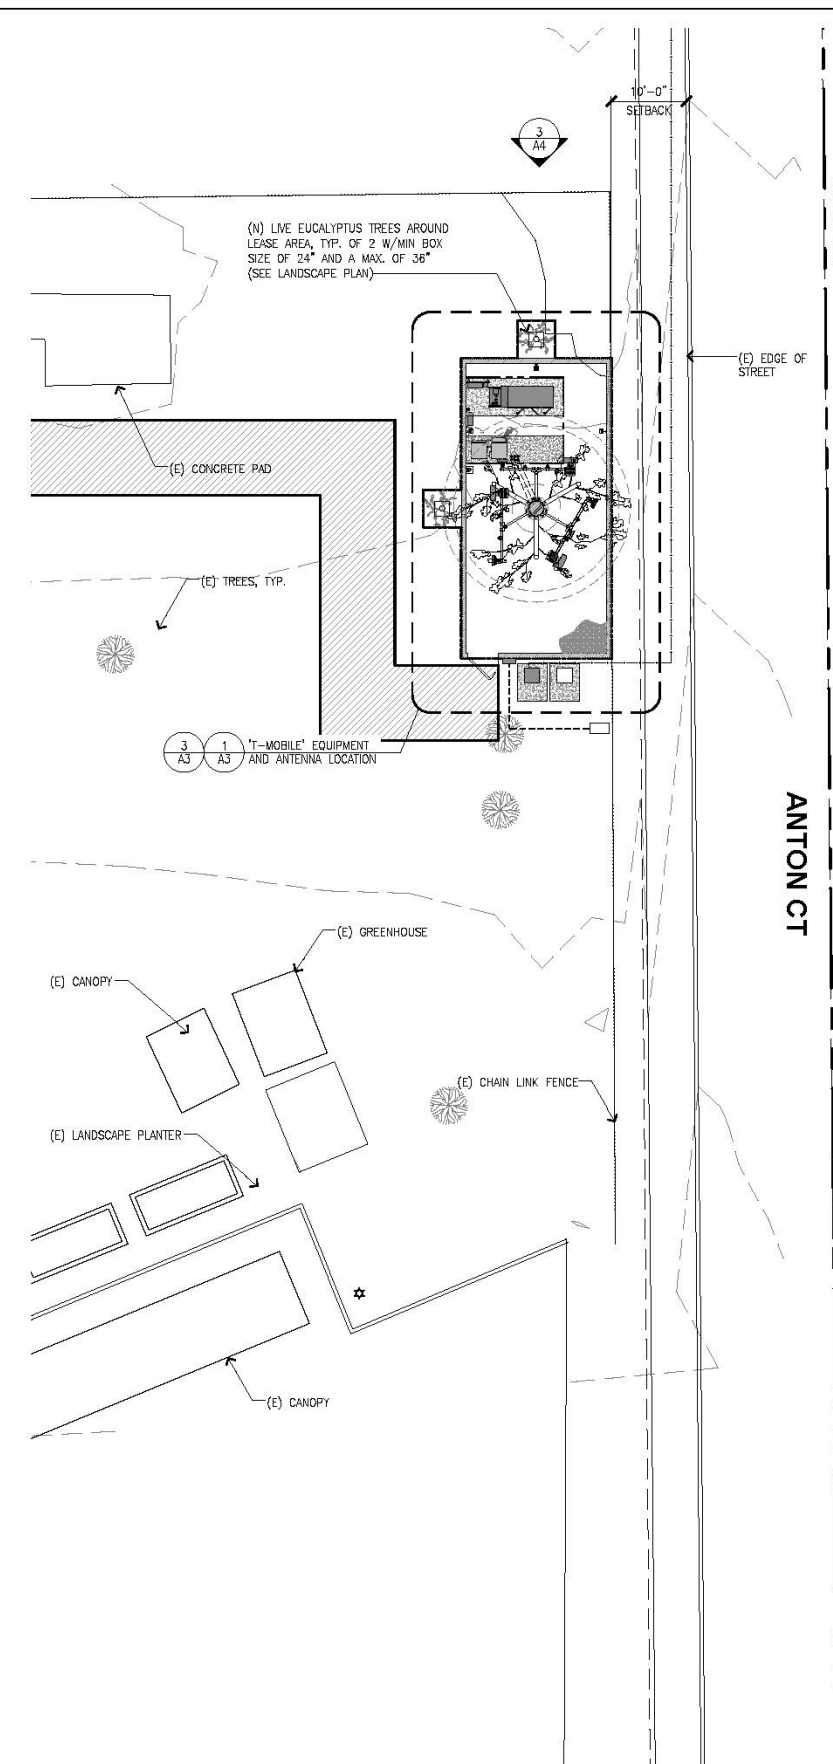 10'-0"
SETBACK
3
A4
(N) LIVE EUCALYPTUS TREES AROUND
LEASE AREA, TYP. OF 2 W/MIN BOX
SIZE OF 24" AND A MAX. OF 36"
(SEE LANDSCAPE PLAN)
(E) EDGE OF
STREET
(E) CONCRETE PAD
(E) TREES, TYP.
3
A3
1
A3
'T-MOBILE' EQUIPMENT
AND ANTENNA LOCATION
ANTON CT
(E) GREENHOUSE
(E) CANOPY
(E) CHAIN LINK FENCE
(E) LANDSCAPE PLANTER
(E) CANOPY